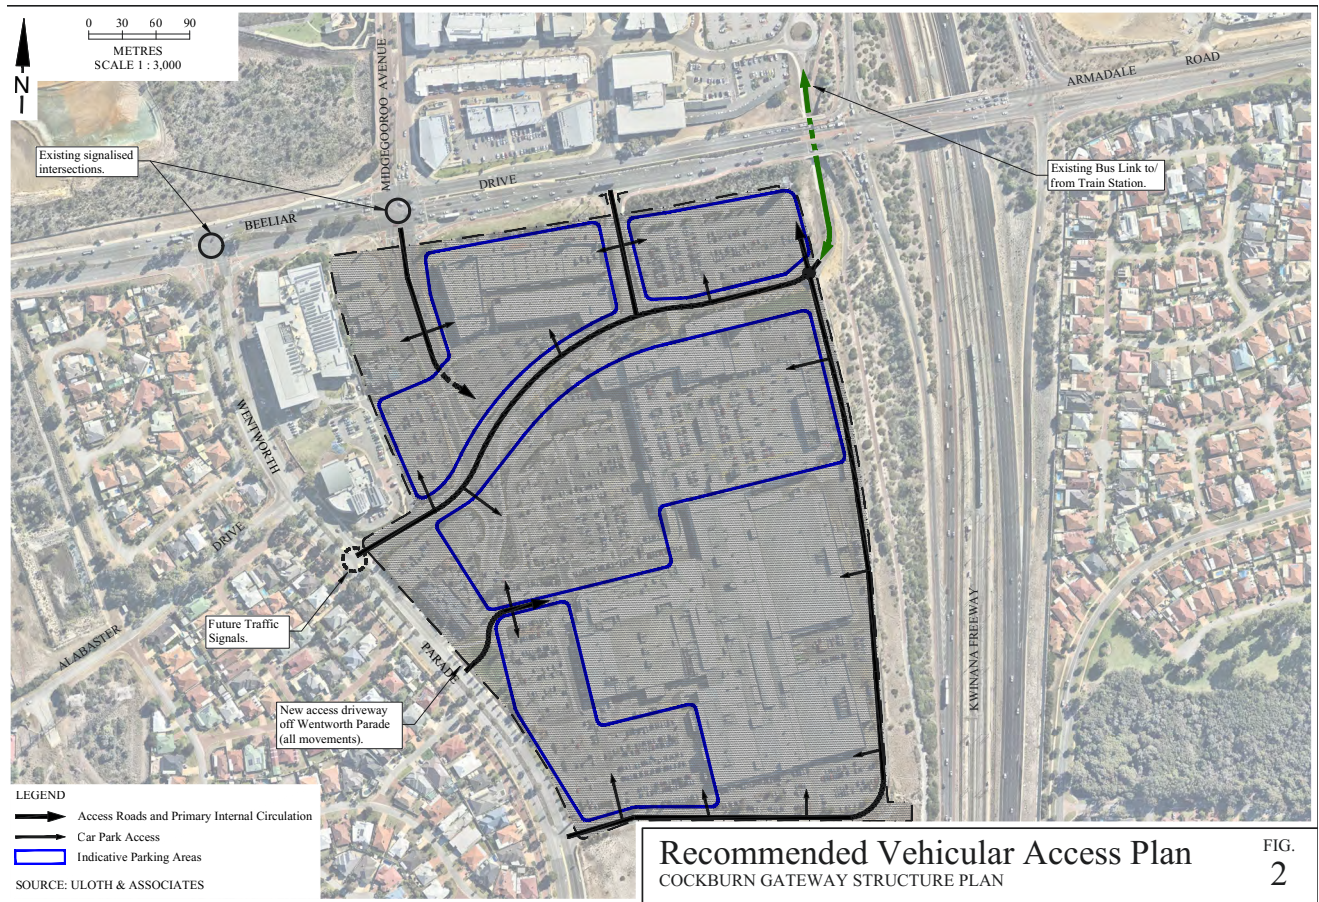 0 30 60 90
METRES
SCALE 1 : 3,000
N
MIDGEGOOROO AVENUE
ARMADALE ROAD
Existing signalised
intersections.
Existing Bus Link to/
from Train Station.
BEELIAR DRIVE
WENTWORTH
PARADE
ALABASTER
DRIVE
KWINANA FREEWAY
Future Traffic
Signals.
New access driveway
off Wentworth Parade
(all movements).
LEGEND
Access Roads and Primary Internal Circulation
Car Park Access
Indicative Parking Areas
SOURCE: ULOTH & ASSOCIATES
Recommended Vehicular Access Plan
COCKBURN GATEWAY STRUCTURE PLAN
FIG.
2